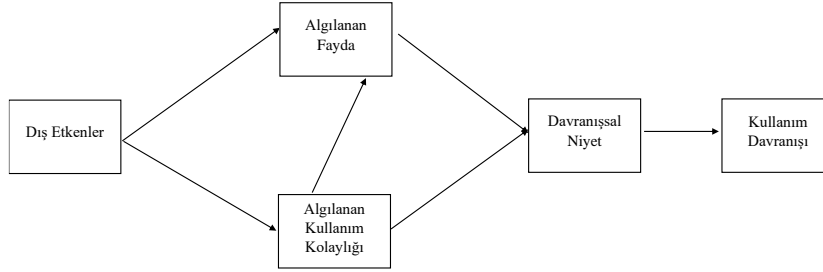 Algılanan
Fayda
Dış Etkenler
Davranışsal
Niyet
Kullanım
Davranışı
Algılanan
Kullanım
Kolaylığı